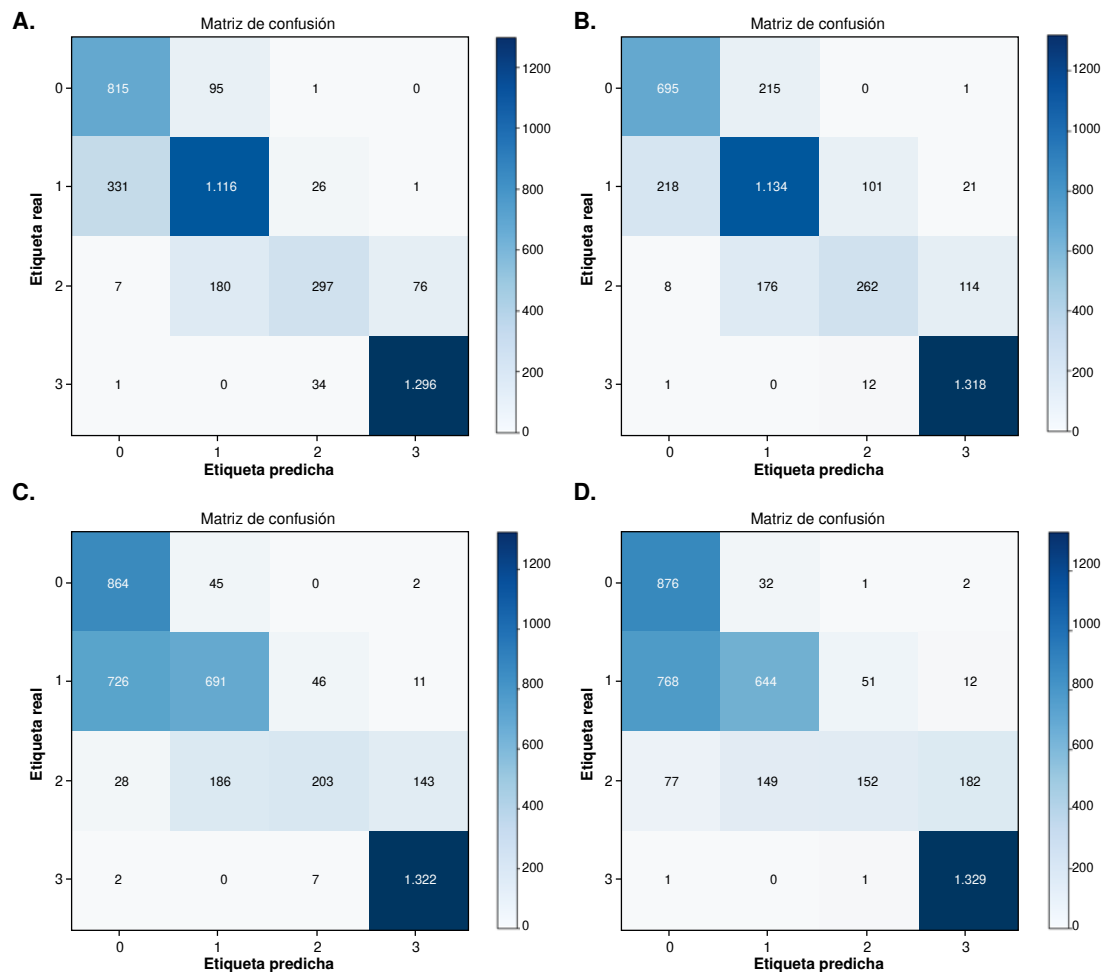 A.
Matriz de confusión
0 815 95 1 0
1 331 1.116 26 1
2 7 180 297 76
3 1 0 34 1.296
0 1 2 3
Etiqueta predicha
Etiqueta real
1200
1000
800
600
400
200
0
B.
Matriz de confusión
0 695 215 0 1
1 218 1.134 101 21
2 8 176 262 114
3 1 0 12 1.318
0 1 2 3
Etiqueta predicha
Etiqueta real
1200
1000
800
600
400
200
0
C.
Matriz de confusión
0 864 45 0 2
1 726 691 46 11
2 28 186 203 143
3 2 0 7 1.322
0 1 2 3
Etiqueta predicha
Etiqueta real
1200
1000
800
600
400
200
0
D.
Matriz de confusión
0 876 32 1 2
1 768 644 51 12
2 77 149 152 182
3 1 0 1 1.329
0 1 2 3
Etiqueta predicha
Etiqueta real
1200
1000
800
600
400
200
0